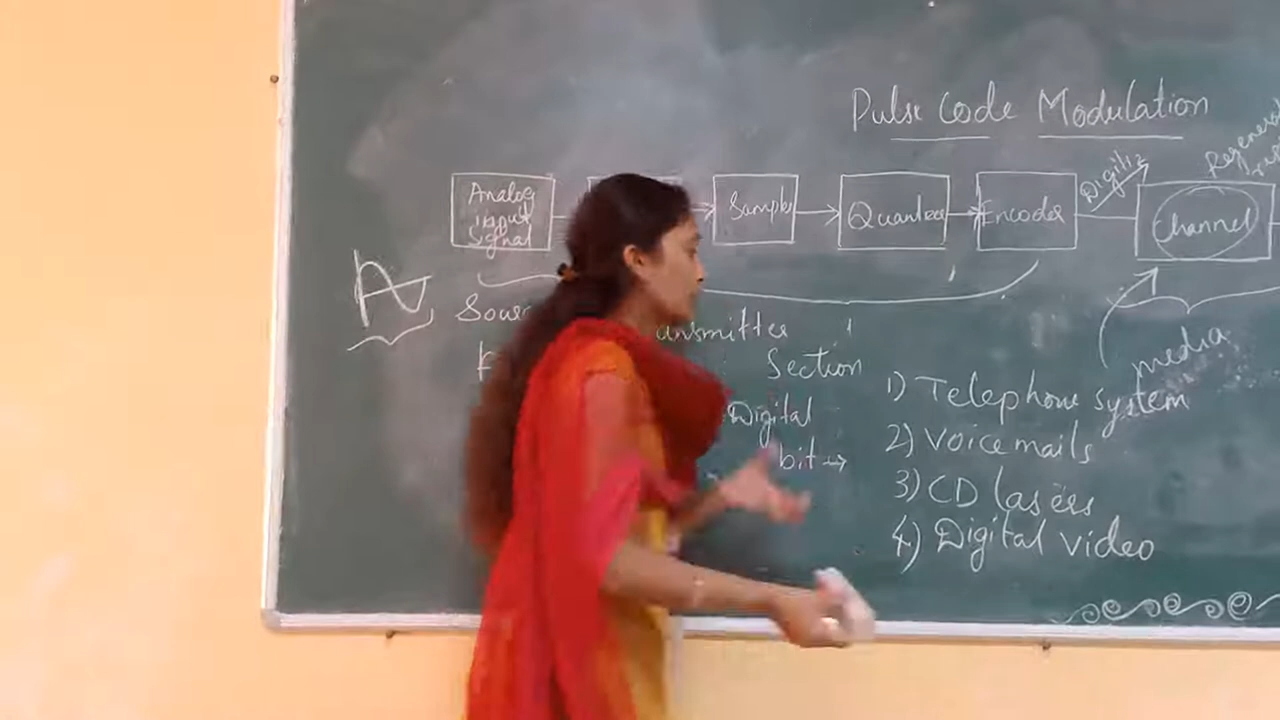 Pulse Code Modulation
Analog
input
signal
Sampler
Quantizer
Encoder
Channel
Section
Digital
bit →
media
1) Telephone system
2) Voice mails
3) CD lasers
4) Digital video